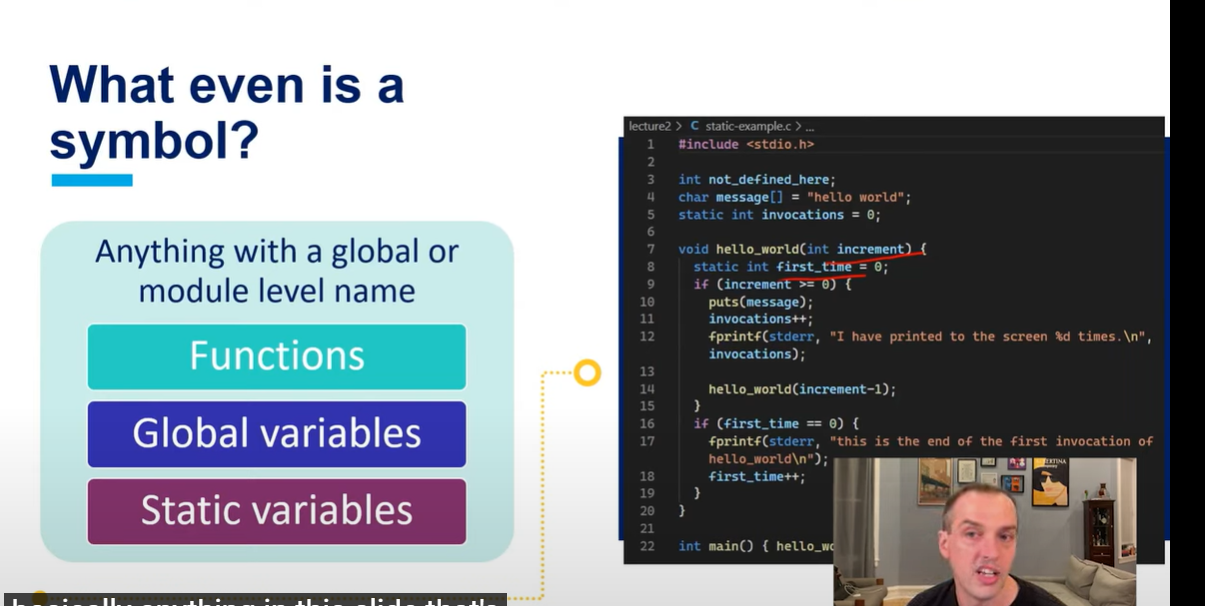 What even is a
symbol?
Anything with a global or
module level name
Functions
Global variables
Static variables
lecture2 > C static-example.c > ...
1 #include <stdio.h>
2
3 int not_defined_here;
4 char message[] = "hello world";
5 static int invocations = 0;
6
7 void hello_world(int increment) {
8 static int first_time = 0;
9 if (increment >= 0) {
10 puts(message);
11 invocations++;
12 fprintf(stderr, "I have printed to the screen %d times.\n",
invocations);
13
14 hello_world(increment-1);
15 }
16 if (first_time == 0) {
17 fprintf(stderr, "this is the end of the first invocation of
hello_world\n");
18 first_time++;
19 }
20 }
21
22 int main() { hello_wo
basically anything in this slide that's